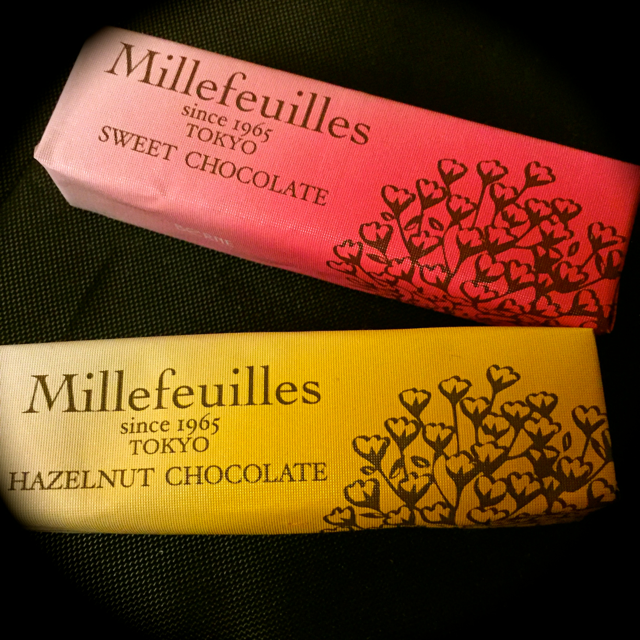 Millefeuilles
since 1965
TOKYO
SWEET CHOCOLATE
Millefeuilles
since 1965
TOKYO
HAZELNUT CHOCOLATE